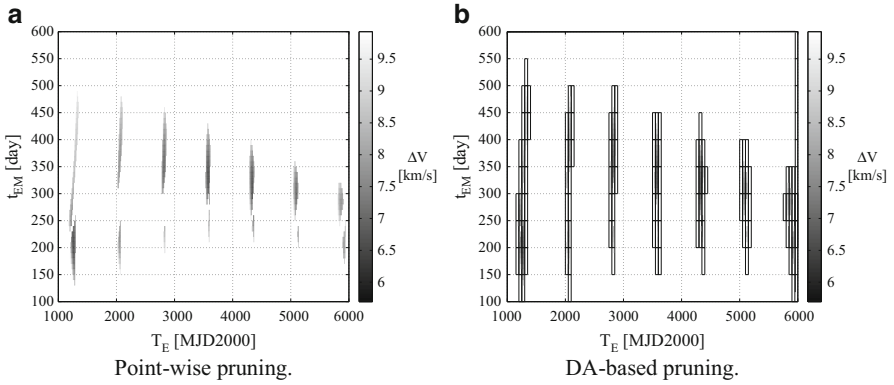 a
600
550
500
450
400
350
300
250
200
150
100
t_EM [day]
1000 2000 3000 4000 5000 6000
T_E [MJD2000]
9.5
9
8.5
8
7.5
7
6.5
6
ΔV
[km/s]
Point-wise pruning.
b
600
550
500
450
400
350
300
250
200
150
100
t_EM [day]
1000 2000 3000 4000 5000 6000
T_E [MJD2000]
9.5
9
8.5
8
7.5
7
6.5
6
ΔV
[km/s]
DA-based pruning.